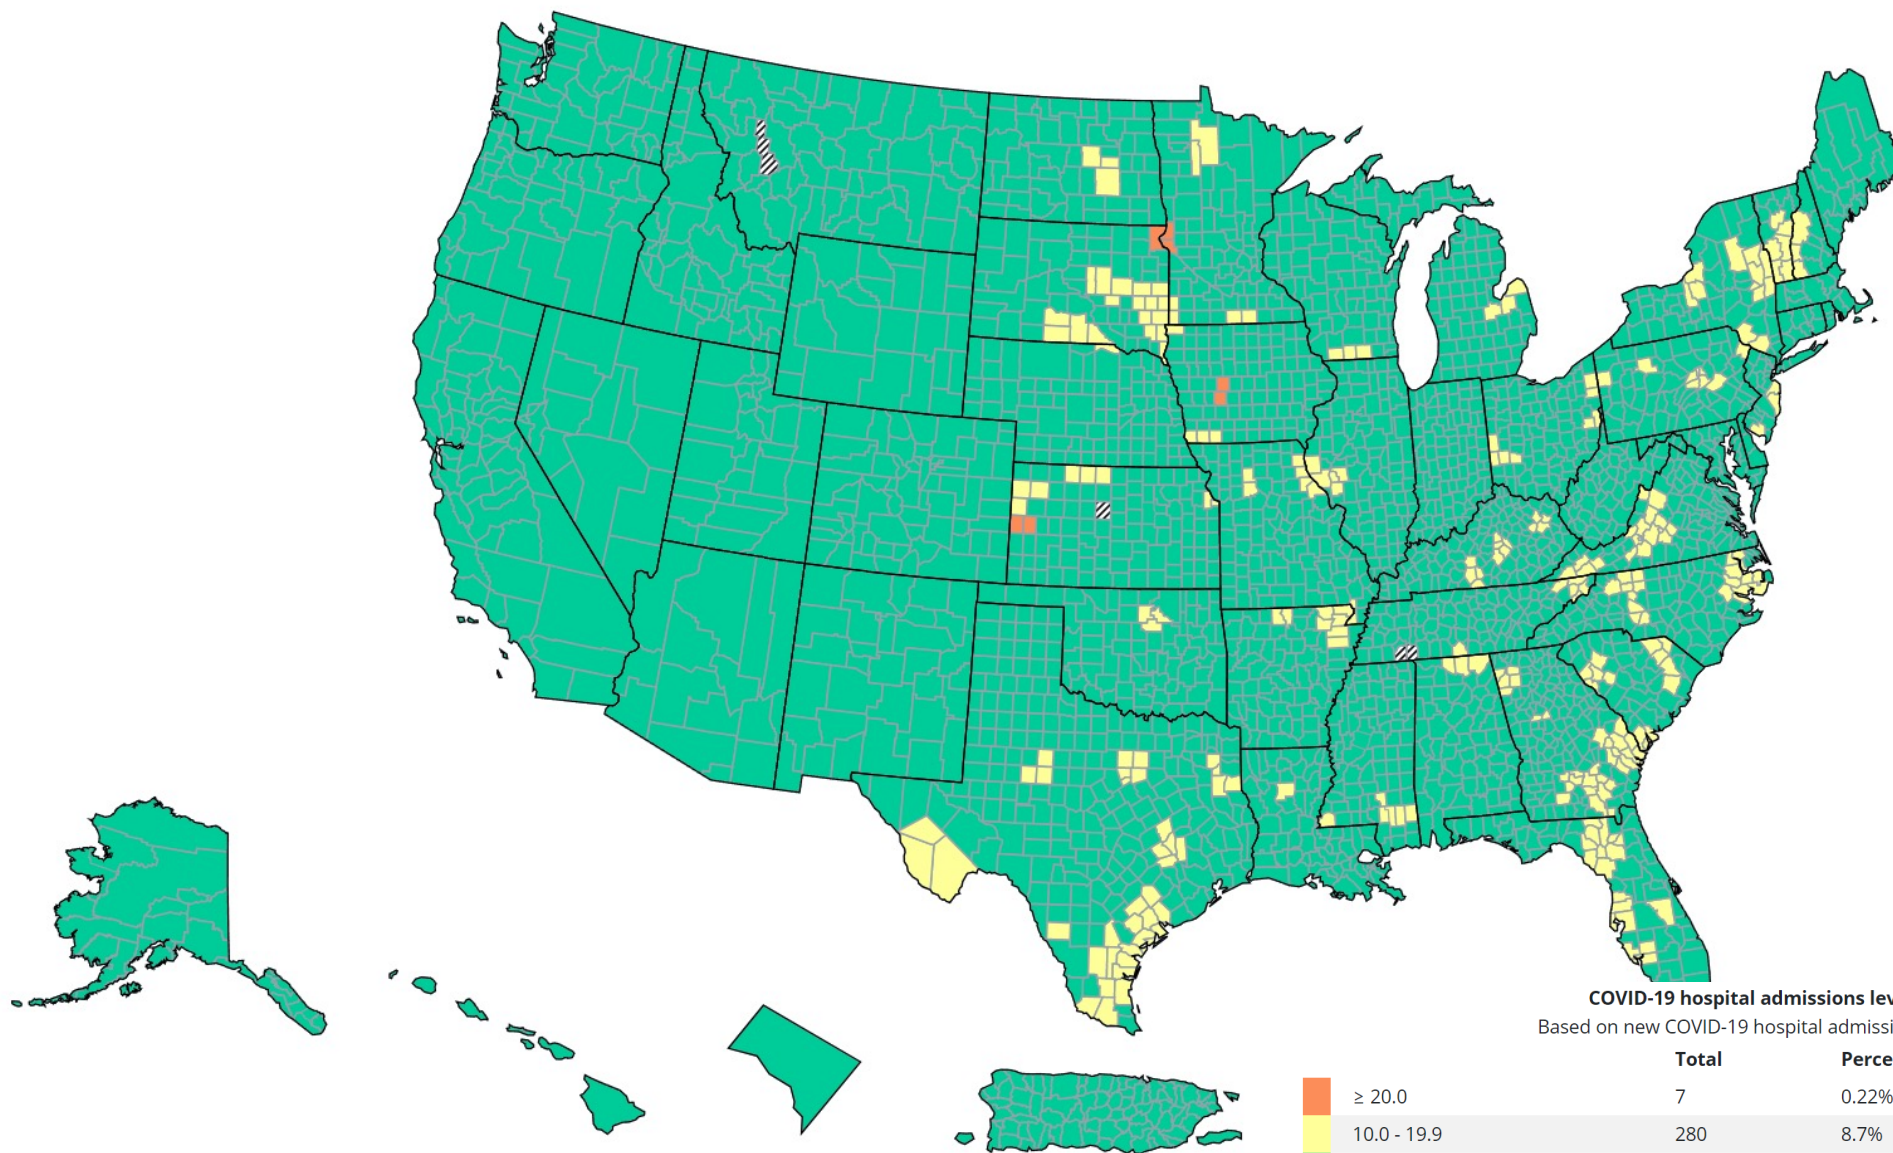 COVID-19 hospital admissions lev
Based on new COVID-19 hospital admissi
Total Perce
≥ 20.0 7 0.22%
10.0 - 19.9 280 8.7%